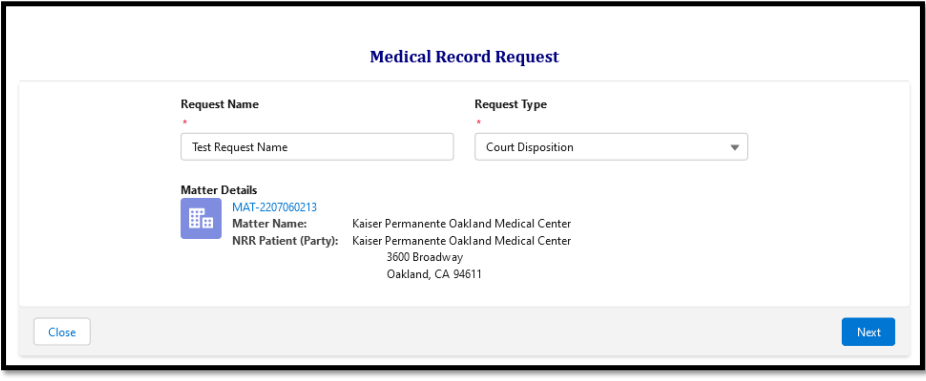 Medical Record Request
Request Name
*
Test Request Name
Request Type
*
Court Disposition
Matter Details
MAT-2207060213
Matter Name: Kaiser Permanente Oakland Medical Center
NRR Patient (Party): Kaiser Permanente Oakland Medical Center
3600 Broadway
Oakland, CA 94611
Close
Next